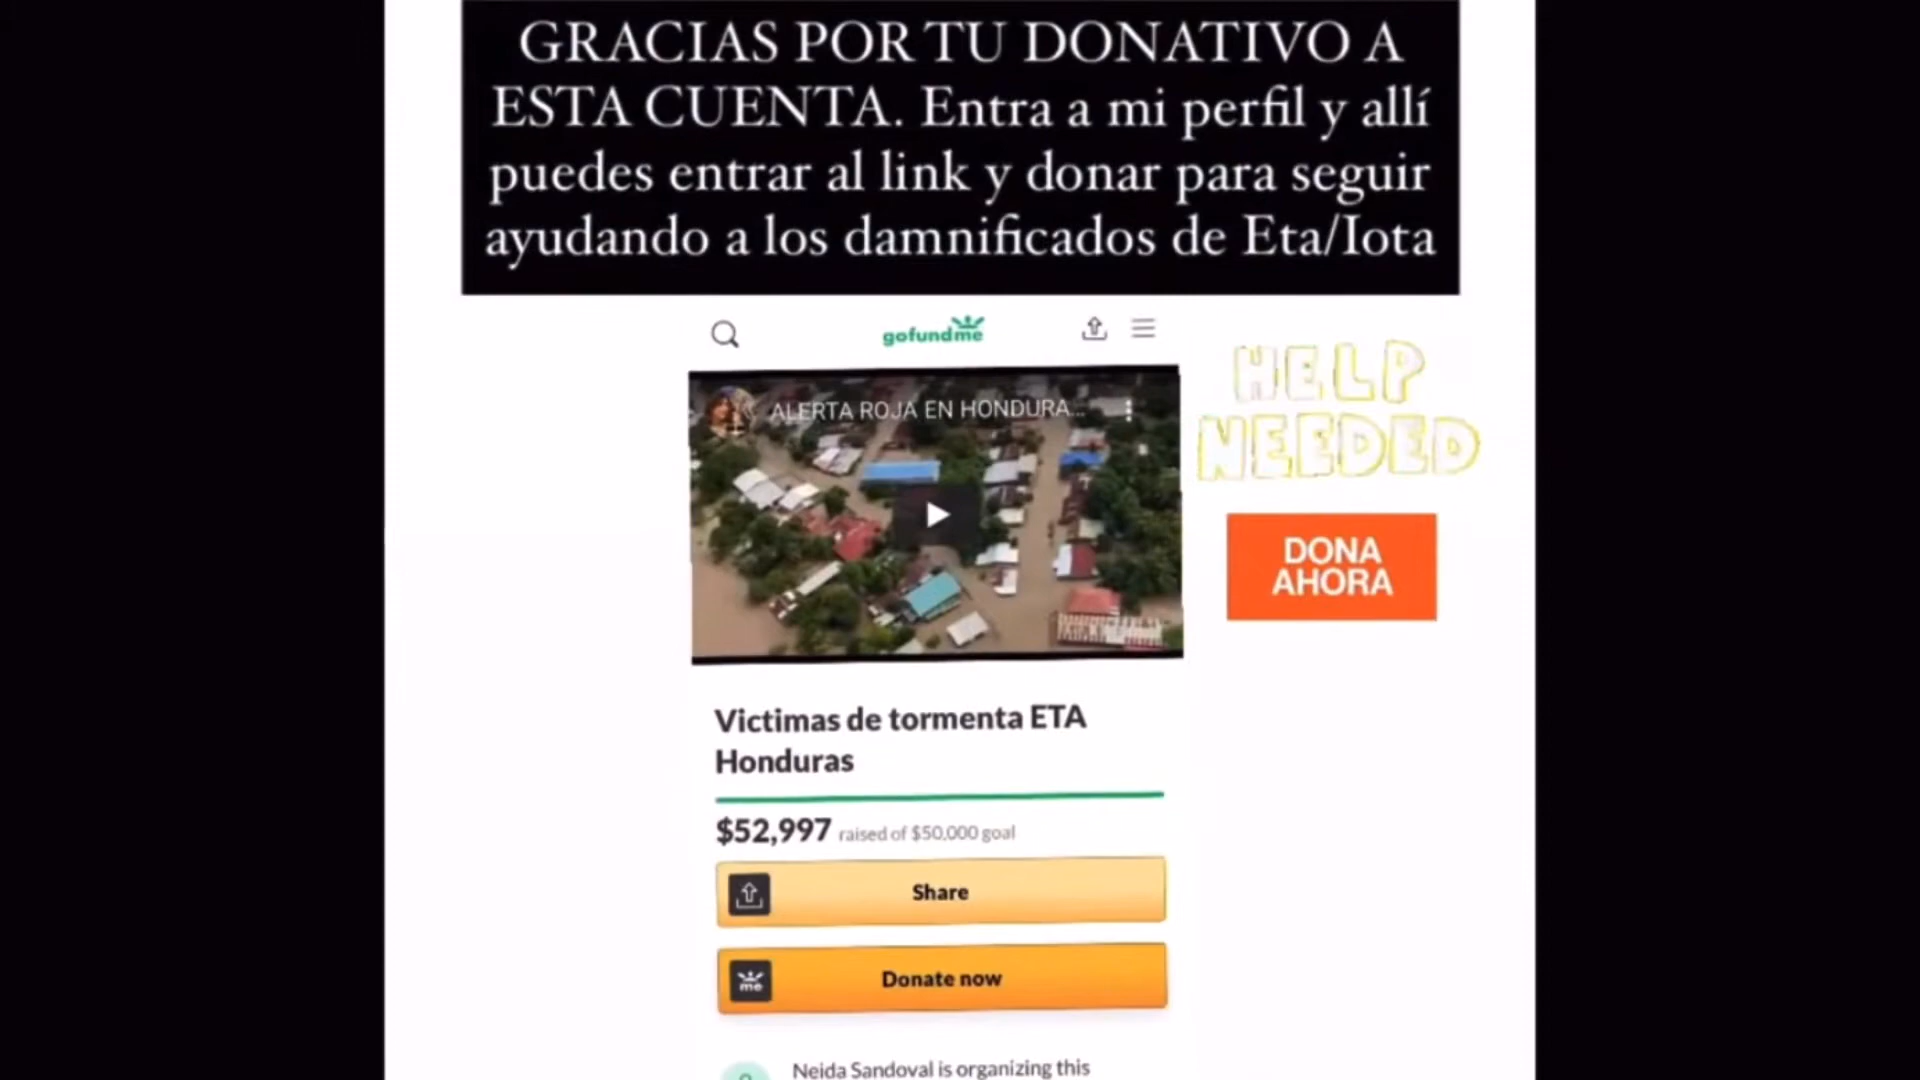 GRACIAS POR TU DONATIVO A
ESTA CUENTA. Entra a mi perfil y allí
puedes entrar al link y donar para seguir
ayudando a los damnificados de Eta/Iota
gofundme
ALERTA ROJA EN HONDURA...
HELP
NEEDED
DONA
AHORA
Victimas de tormenta ETA
Honduras
$52,997 raised of $50,000 goal
Share
me
Donate now
Neida Sandoval is organizing this